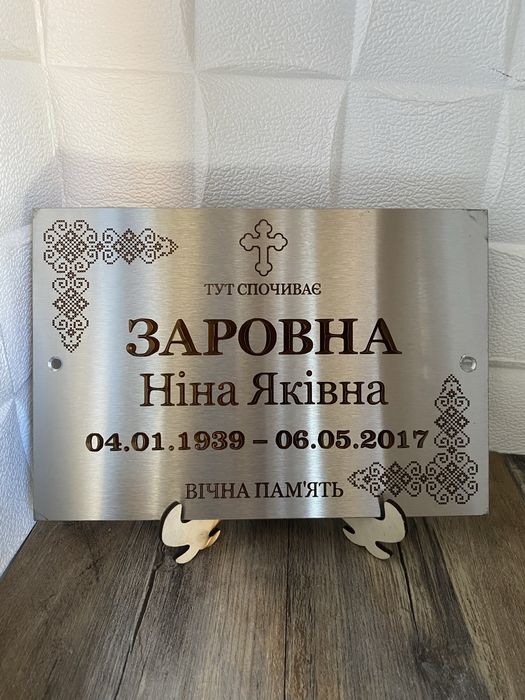 ТУТ СПОЧИВАЄ
ЗАРОВНА
Ніна Яківна
04.01.1939 – 06.05.2017
ВІЧНА ПАМ'ЯТЬ